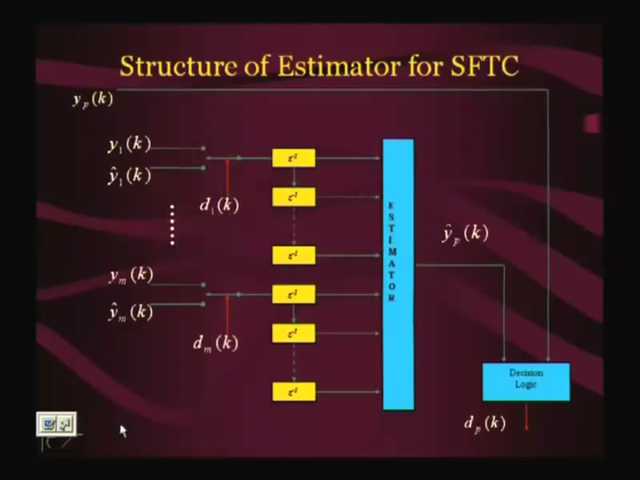 Structure of Estimator for SFTC
y_p(k)
y_1(k)
ŷ_1(k)
d_1(k)
y_m(k)
ŷ_m(k)
d_m(k)
z^-1
z^-1
z^-1
z^-1
z^-1
z^-1
ESTIMATOR
ŷ_p(k)
Decision
Logic
d_p(k)